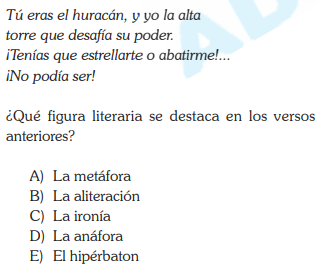 Tú eras el huracán, y yo la alta
torre que desafía su poder.
¡Tenías que estrellarte o abatirme!...
¡No podía ser!
¿Qué figura literaria se destaca en los versos
anteriores?
A) La metáfora
B) La aliteración
C) La ironía
D) La anáfora
E) El hipérbaton